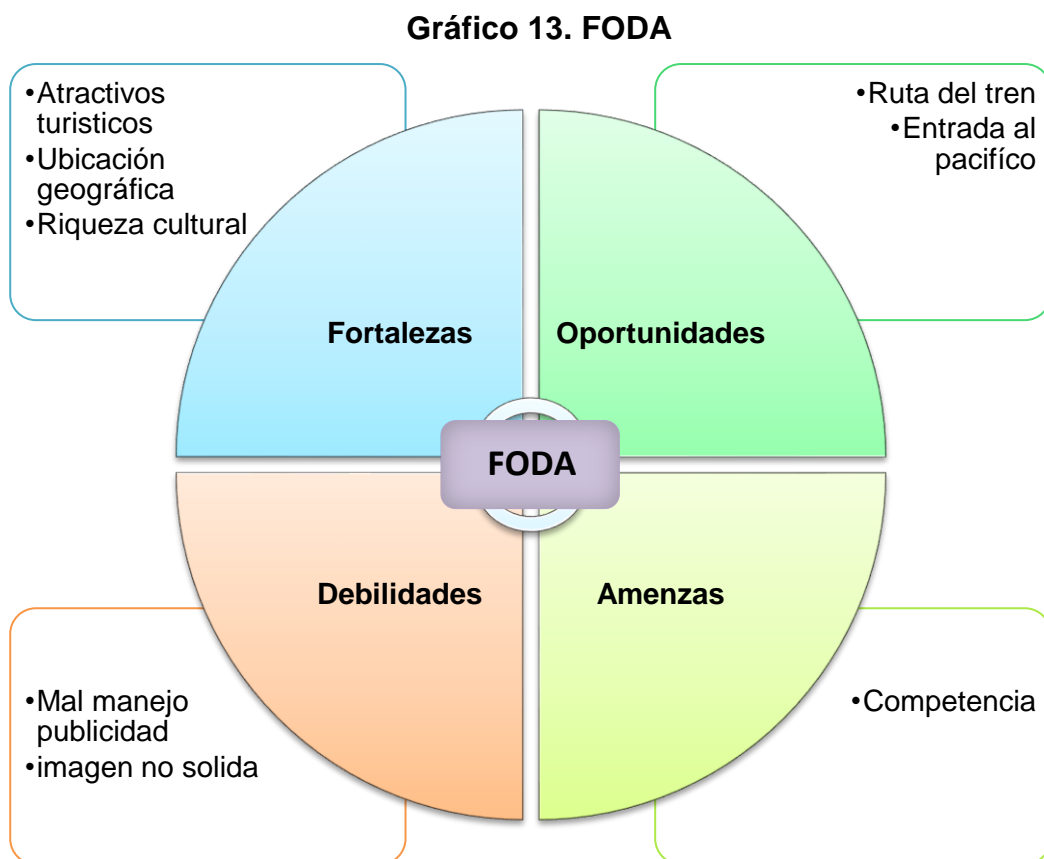 Gráfico 13. FODA
•Atractivos
turisticos
•Ubicación
geográfica
•Riqueza cultural
•Ruta del tren
•Entrada al
pacifíco
Fortalezas
Oportunidades
FODA
Debilidades
Amenzas
•Mal manejo
publicidad
•imagen no solida
•Competencia